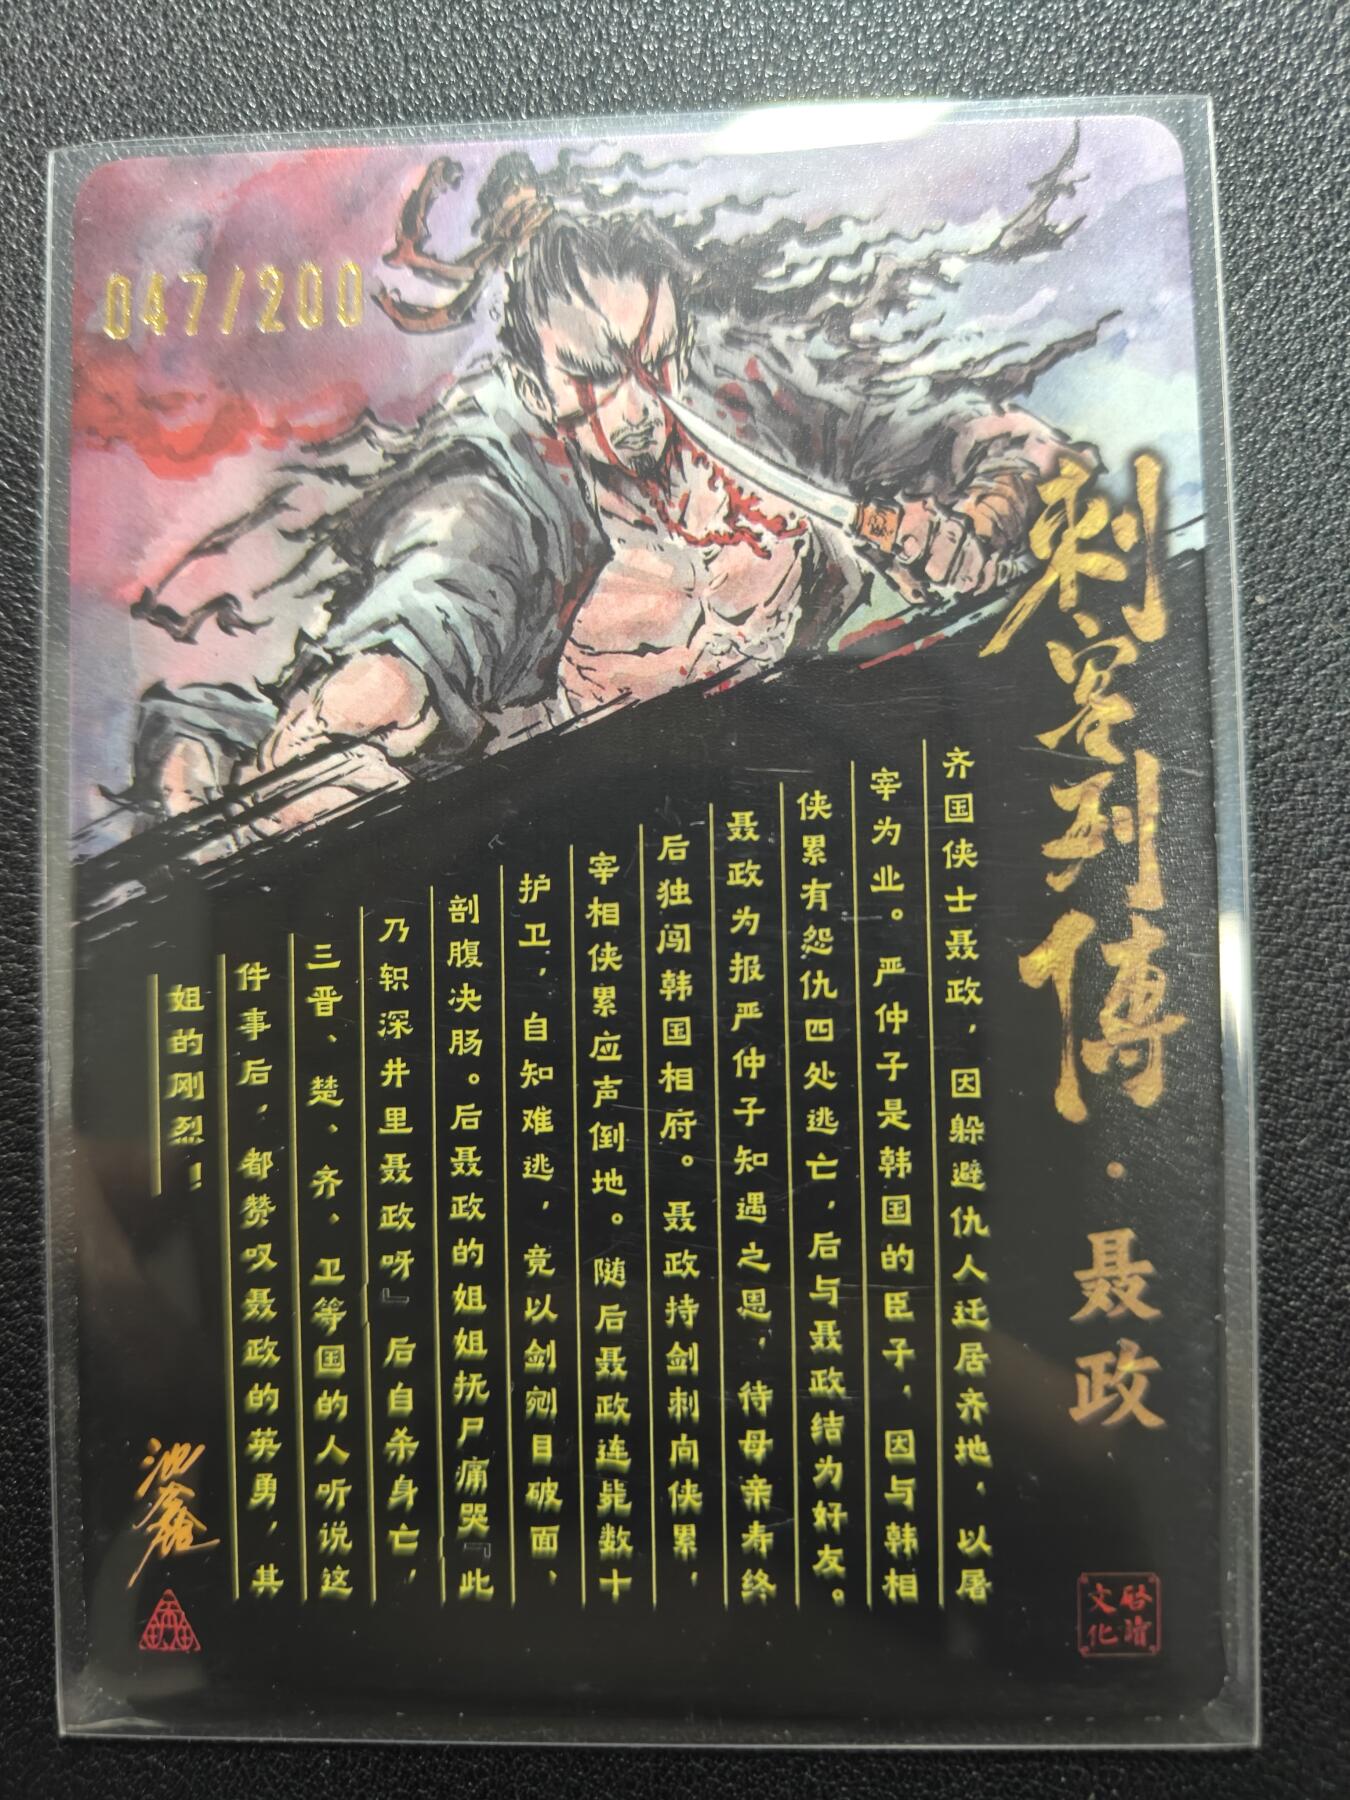 047/200
刺客列傳·聂政
齐国侠士聂政，因躲避仇人迁居齐地，以屠
宰为业。严仲子是韩国的臣子，因与韩相
侠累有怨仇四处逃亡，后与聂政结为好友。
聂政为报严仲子知遇之恩，待母亲寿终
后独闯韩国相府。聂政持剑刺向侠累，
宰相侠累应声倒地。随后聂政连毙数十
护卫，自知难逃，竟以剑剜目破面、
剖腹决肠。后聂政的姐姐抚尸痛哭『此
乃轵深井里聂政呀』后自杀身亡，
三晋、楚、齐、卫等国的人听说这
件事后，都赞叹聂政的英勇，其
姐的刚烈！
文化